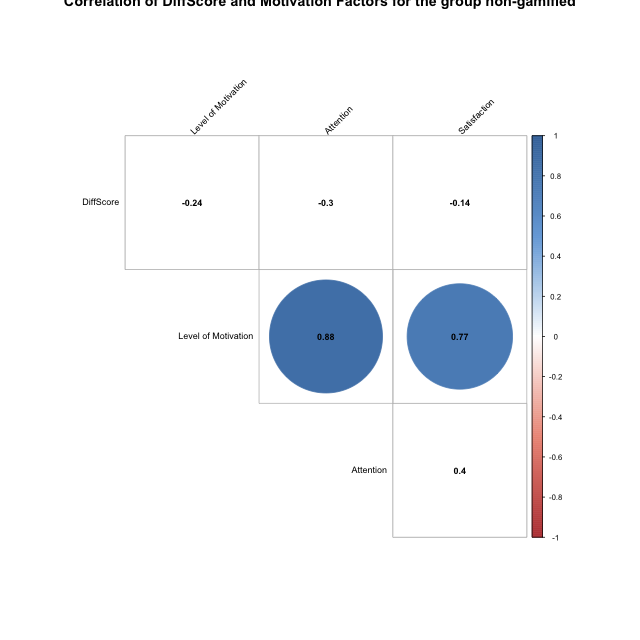 Correlation of DiffScore and Motivation Factors for the group non-gamified
Level of Motivation
Attention
Satisfaction
DiffScore
-0.24
-0.3
-0.14
Level of Motivation
0.88
0.77
Attention
0.4
1
0.8
0.6
0.4
0.2
0
-0.2
-0.4
-0.6
-0.8
-1